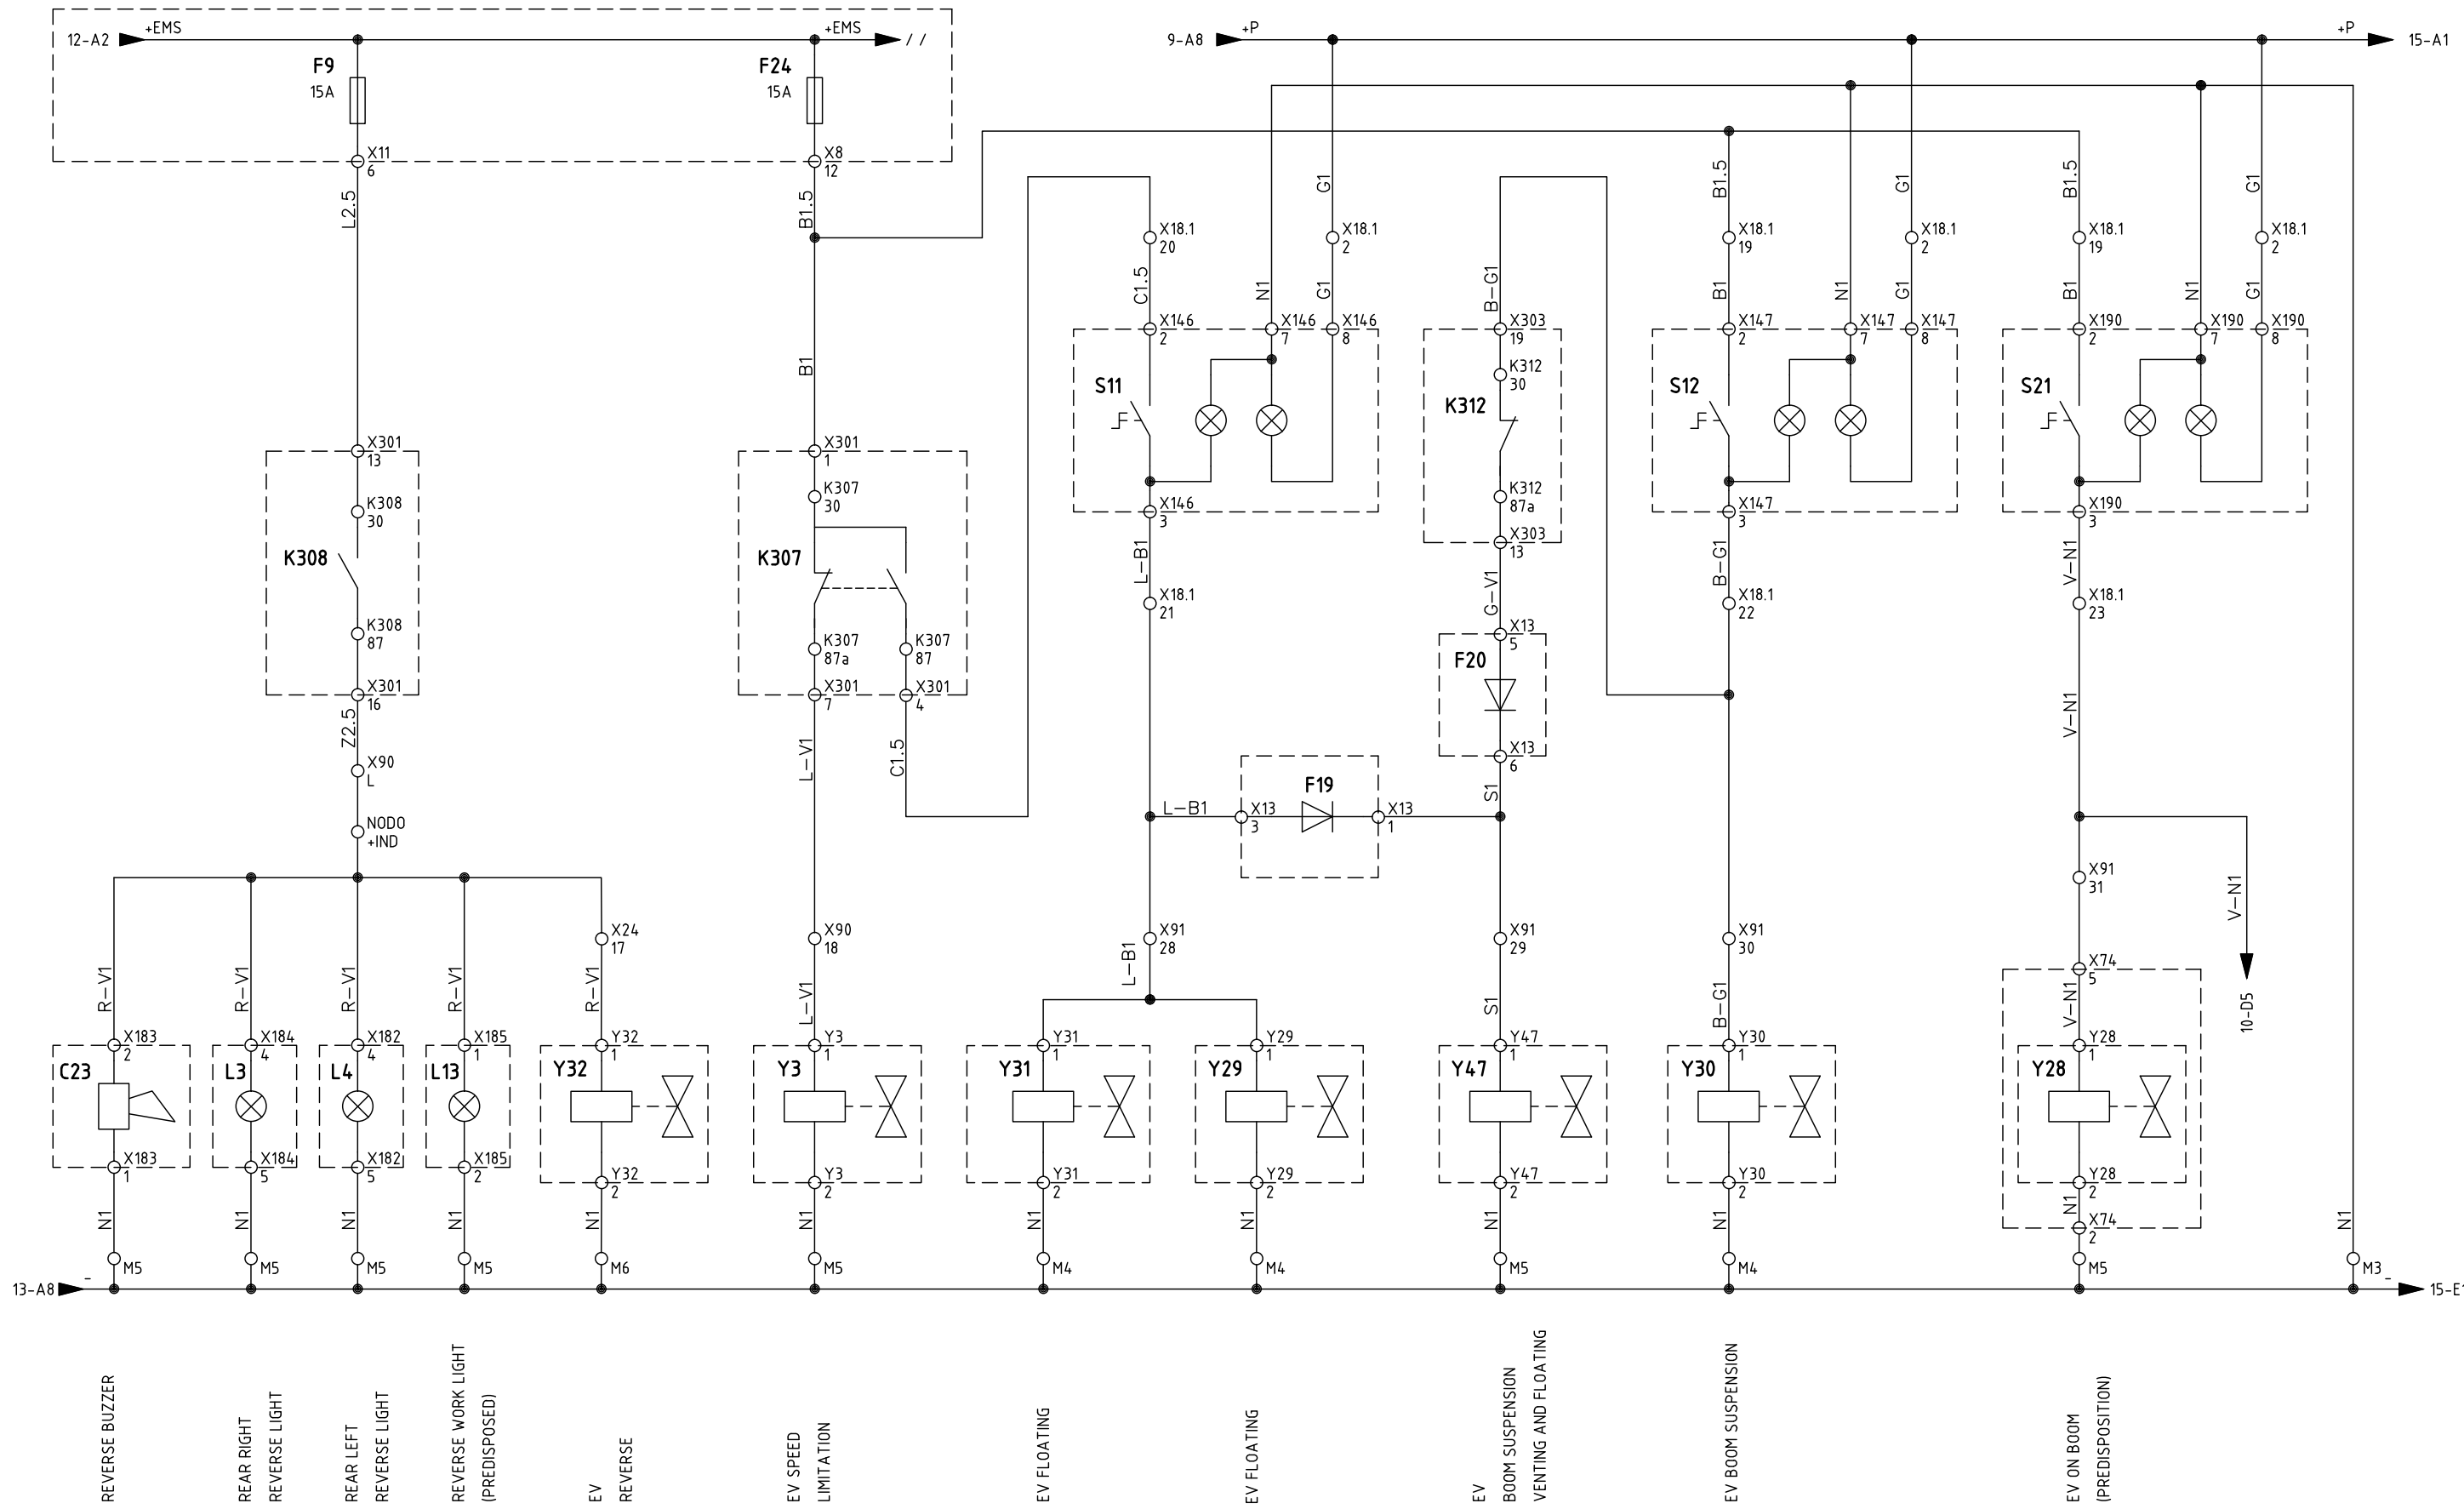 12-A2
+EMS
+EMS
//
9-A8
+P
+P
15-A1
F9
15A
F24
15A
X11
6
X8
12
L2.5
B1.5
G1
B1.5
G1
B1.5
G1
X18.1
20
X18.1
2
X18.1
19
X18.1
2
X18.1
19
X18.1
2
C1.5
N1
G1
B-G1
B1
N1
G1
B1
N1
G1
B1
X146
2
X146
7
X146
8
X303
19
X147
2
X147
7
X147
8
X190
2
X190
7
X190
8
S11
K312
30
K312
S12
S21
X301
13
X301
1
K308
30
K307
30
X146
3
K312
87a
X303
13
X147
3
X190
3
K308
K307
L-B1
G-V1
B-G1
V-N1
X18.1
21
X18.1
22
X18.1
23
K308
87
K307
87a
K307
87
X13
5
F20
X301
16
X301
7
X301
4
Z2.5
L-V1
C1.5
V-N1
X13
6
X90
L
F19
S1
L-B1
X13
3
X13
1
NODO
+IND
X91
31
V-N1
X24
17
X90
18
X91
28
X91
29
X91
30
L-B1
X74
5
R-V1
R-V1
R-V1
R-V1
R-V1
L-V1
S1
B-G1
V-N1
10-D5
X183
2
X184
4
X182
4
X185
1
Y32
1
Y3
1
Y31
1
Y29
1
Y47
1
Y30
1
Y28
1
C23
L3
L4
L13
Y32
Y3
Y31
Y29
Y47
Y30
Y28
X183
1
X184
5
X182
5
X185
2
Y32
2
Y3
2
Y31
2
Y29
2
Y47
2
Y30
2
Y28
2
N1
N1
N1
N1
N1
N1
N1
N1
N1
N1
N1
N1
X74
2
M5
M5
M5
M5
M6
M5
M4
M4
M5
M4
M5
M3
13-A8
-
-
15-E1
REVERSE BUZZER
REAR RIGHT
REVERSE LIGHT
REAR LEFT
REVERSE LIGHT
REVERSE WORK LIGHT
(PREDISPOSED)
EV
REVERSE
EV SPEED
LIMITATION
EV FLOATING
EV FLOATING
EV
BOOM SUSPENSION
VENTING AND FLOATING
EV BOOM SUSPENSION
EV ON BOOM
(PREDISPOSITION)